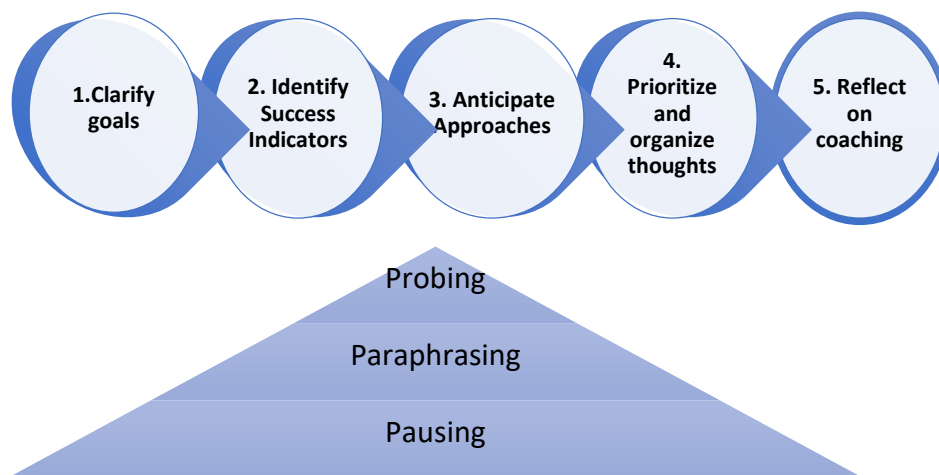 1.Clarify
goals
2. Identify
Success
Indicators
3. Anticipate
Approaches
4.
Prioritize
and
organize
thoughts
5. Reflect
on
coaching
Probing
Paraphrasing
Pausing